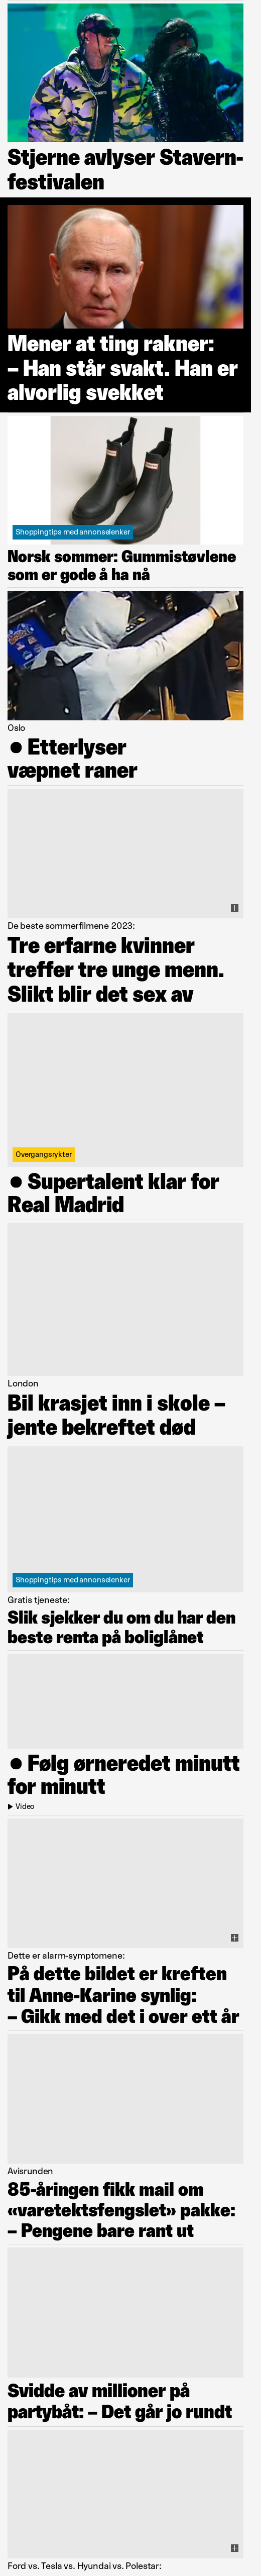 Stjerne avlyser Stavern-
festivalen
Mener at ting rakner:
– Han står svakt. Han er
alvorlig svekket
Shoppingtips med annonselenker
Norsk sommer: Gummistøvlene
som er gode å ha nå
Oslo
● Etterlyser
væpnet raner
De beste sommerfilmene 2023:
Tre erfarne kvinner
treffer tre unge menn.
Slikt blir det sex av
Overgangsrykter
● Supertalent klar for
Real Madrid
London
Bil krasjet inn i skole –
jente bekreftet død
Shoppingtips med annonselenker
Gratis tjeneste:
Slik sjekker du om du har den
beste renta på boliglånet
● Følg ørneredet minutt
for minutt
Video
Dette er alarm-symptomene:
På dette bildet er kreften
til Anne-Karine synlig:
– Gikk med det i over ett år
Avisrunden
85-åringen fikk mail om
«varetektsfengslet» pakke:
– Pengene bare rant ut
Svidde av millioner på
partybåt: – Det går jo rundt
Ford vs. Tesla vs. Hyundai vs. Polestar: